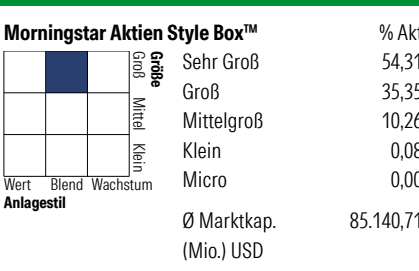 Morningstar Aktien Style Box™
% Akt
Sehr Groß 54,31
Groß 35,35
Mittelgroß 10,26
Klein 0,08
Micro 0,00
Ø Marktkap. 85.140,71
(Mio.) USD
Größe
Groß
Mittel
Klein
Wert Blend Wachstum
Anlagestil